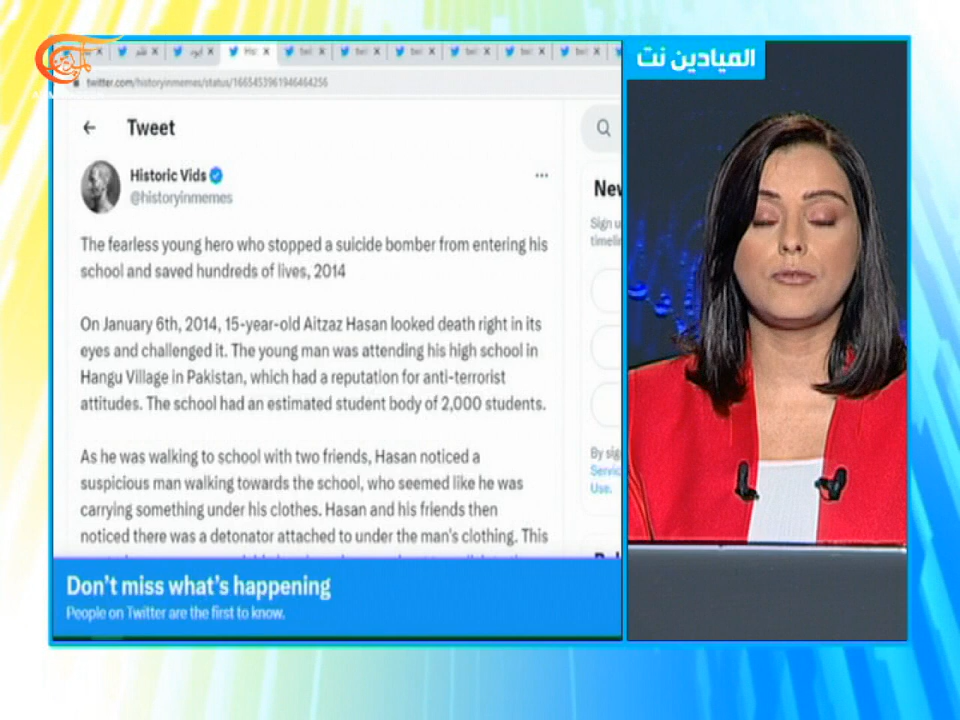 twitter.com/historyinmemes/status/1665453961946464256
المیادین نت
Tweet
Historic Vids
@historyinmemes
The fearless young hero who stopped a suicide bomber from entering his
school and saved hundreds of lives, 2014
On January 6th, 2014, 15-year-old Aitzaz Hasan looked death right in its
eyes and challenged it. The young man was attending his high school in
Hangu Village in Pakistan, which had a reputation for anti-terrorist
attitudes. The school had an estimated student body of 2,000 students.
As he was walking to school with two friends, Hasan noticed a
suspicious man walking towards the school, who seemed like he was
carrying something under his clothes. Hasan and his friends then
noticed there was a detonator attached to under the man's clothing. This
New
Sign u
timelin
By sig
Servic
Use.
Don't miss what's happening
People on Twitter are the first to know.